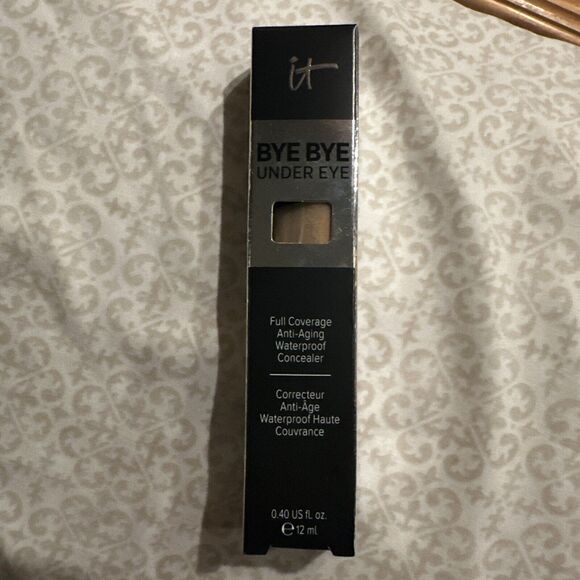 it
BYE BYE
UNDER EYE
Full Coverage
Anti-Aging
Waterproof
Concealer
Correcteur
Anti-Âge
Waterproof Haute
Couvrance
0.40 US fl. oz.
℮12 ml